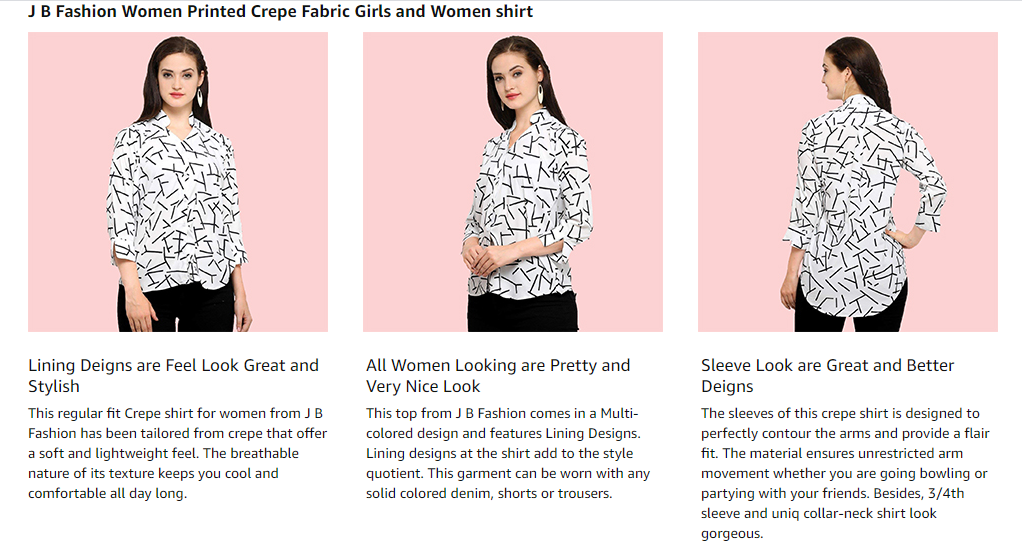 J B Fashion Women Printed Crepe Fabric Girls and Women shirt
Lining Deigns are Feel Look Great and
Stylish
This regular fit Crepe shirt for women from J B
Fashion has been tailored from crepe that offer
a soft and lightweight feel. The breathable
nature of its texture keeps you cool and
comfortable all day long.
All Women Looking are Pretty and
Very Nice Look
This top from J B Fashion comes in a Multi-
colored design and features Lining Designs.
Lining designs at the shirt add to the style
quotient. This garment can be worn with any
solid colored denim, shorts or trousers.
Sleeve Look are Great and Better
Deigns
The sleeves of this crepe shirt is designed to
perfectly contour the arms and provide a flair
fit. The material ensures unrestricted arm
movement whether you are going bowling or
partying with your friends. Besides, 3/4th
sleeve and uniq collar-neck shirt look
gorgeous.